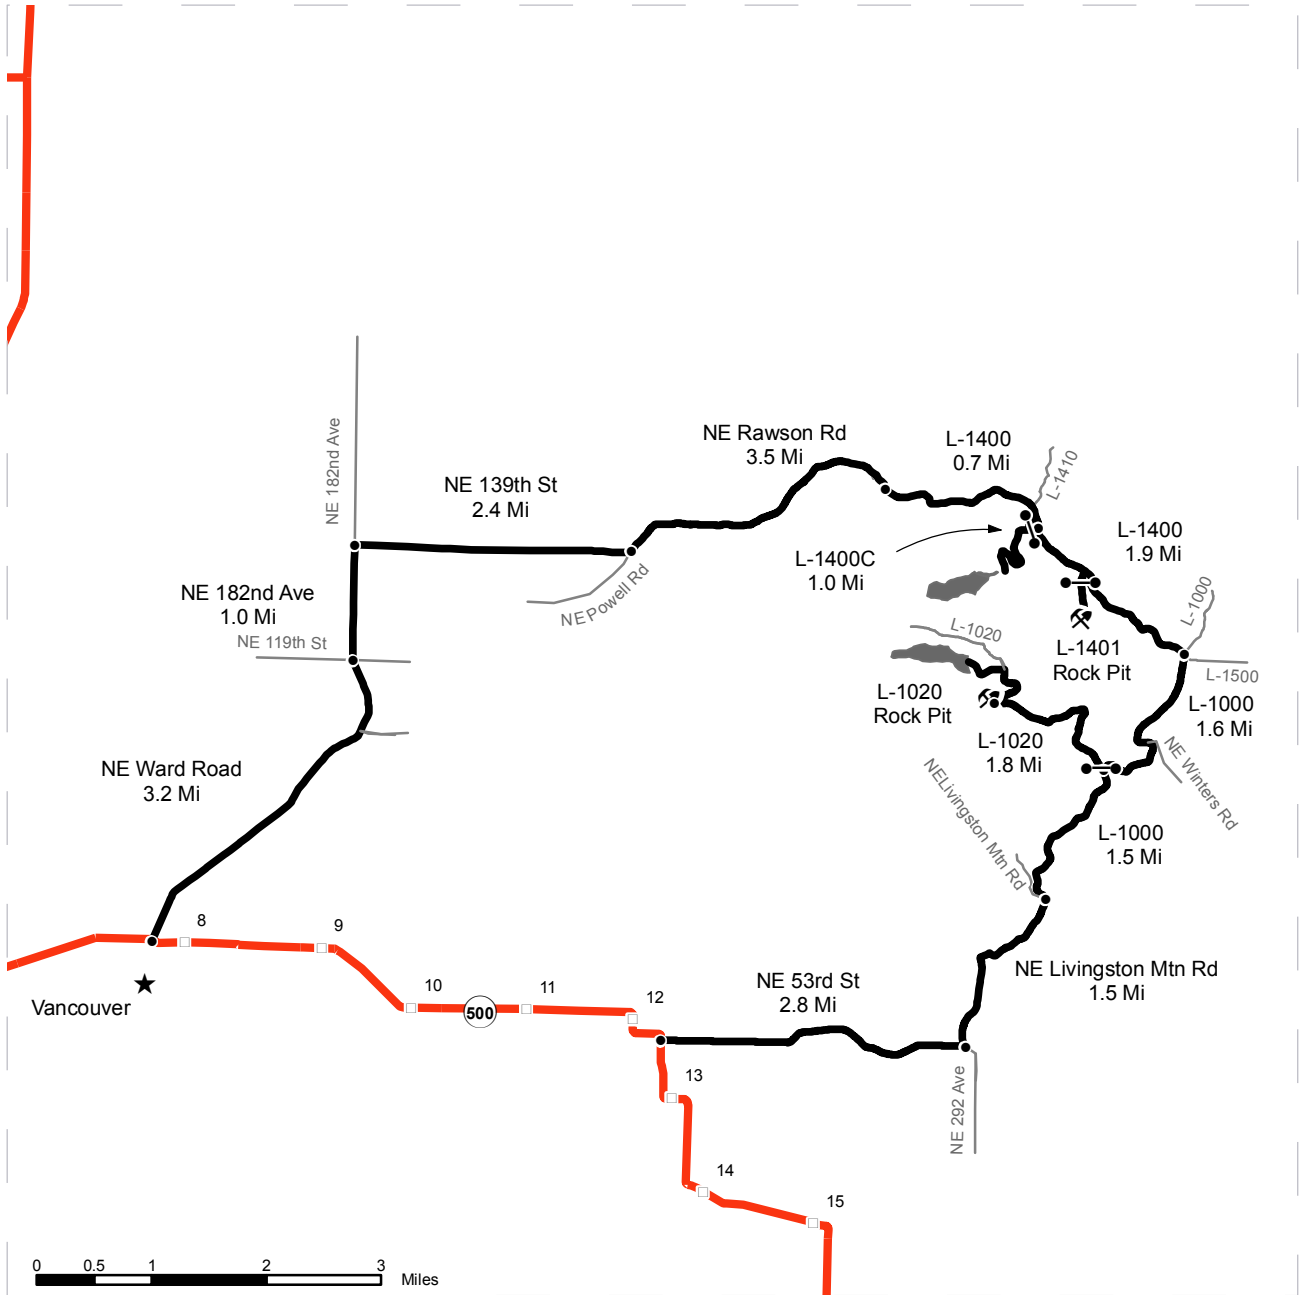 NE Rawson Rd
3.5 Mi
L-1400
0.7 Mi
L-1410
NE 182nd Ave
NE 139th St
2.4 Mi
L-1400
1.9 Mi
L-1400C
1.0 Mi
NE Powell Rd
NE 182nd Ave
1.0 Mi
NE 119th St
L-1000
L-1020
L-1401
Rock Pit
L-1500
L-1020
Rock Pit
L-1000
1.6 Mi
L-1020
1.8 Mi
NE Winters Rd
NE Ward Road
3.2 Mi
NE Livingston Mtn Rd
L-1000
1.5 Mi
8
9
NE Livingston Mtn Rd
1.5 Mi
NE 53rd St
2.8 Mi
Vancouver
10
500
11
12
13
NE 292 Ave
14
15
0 0.5 1 2 3
Miles